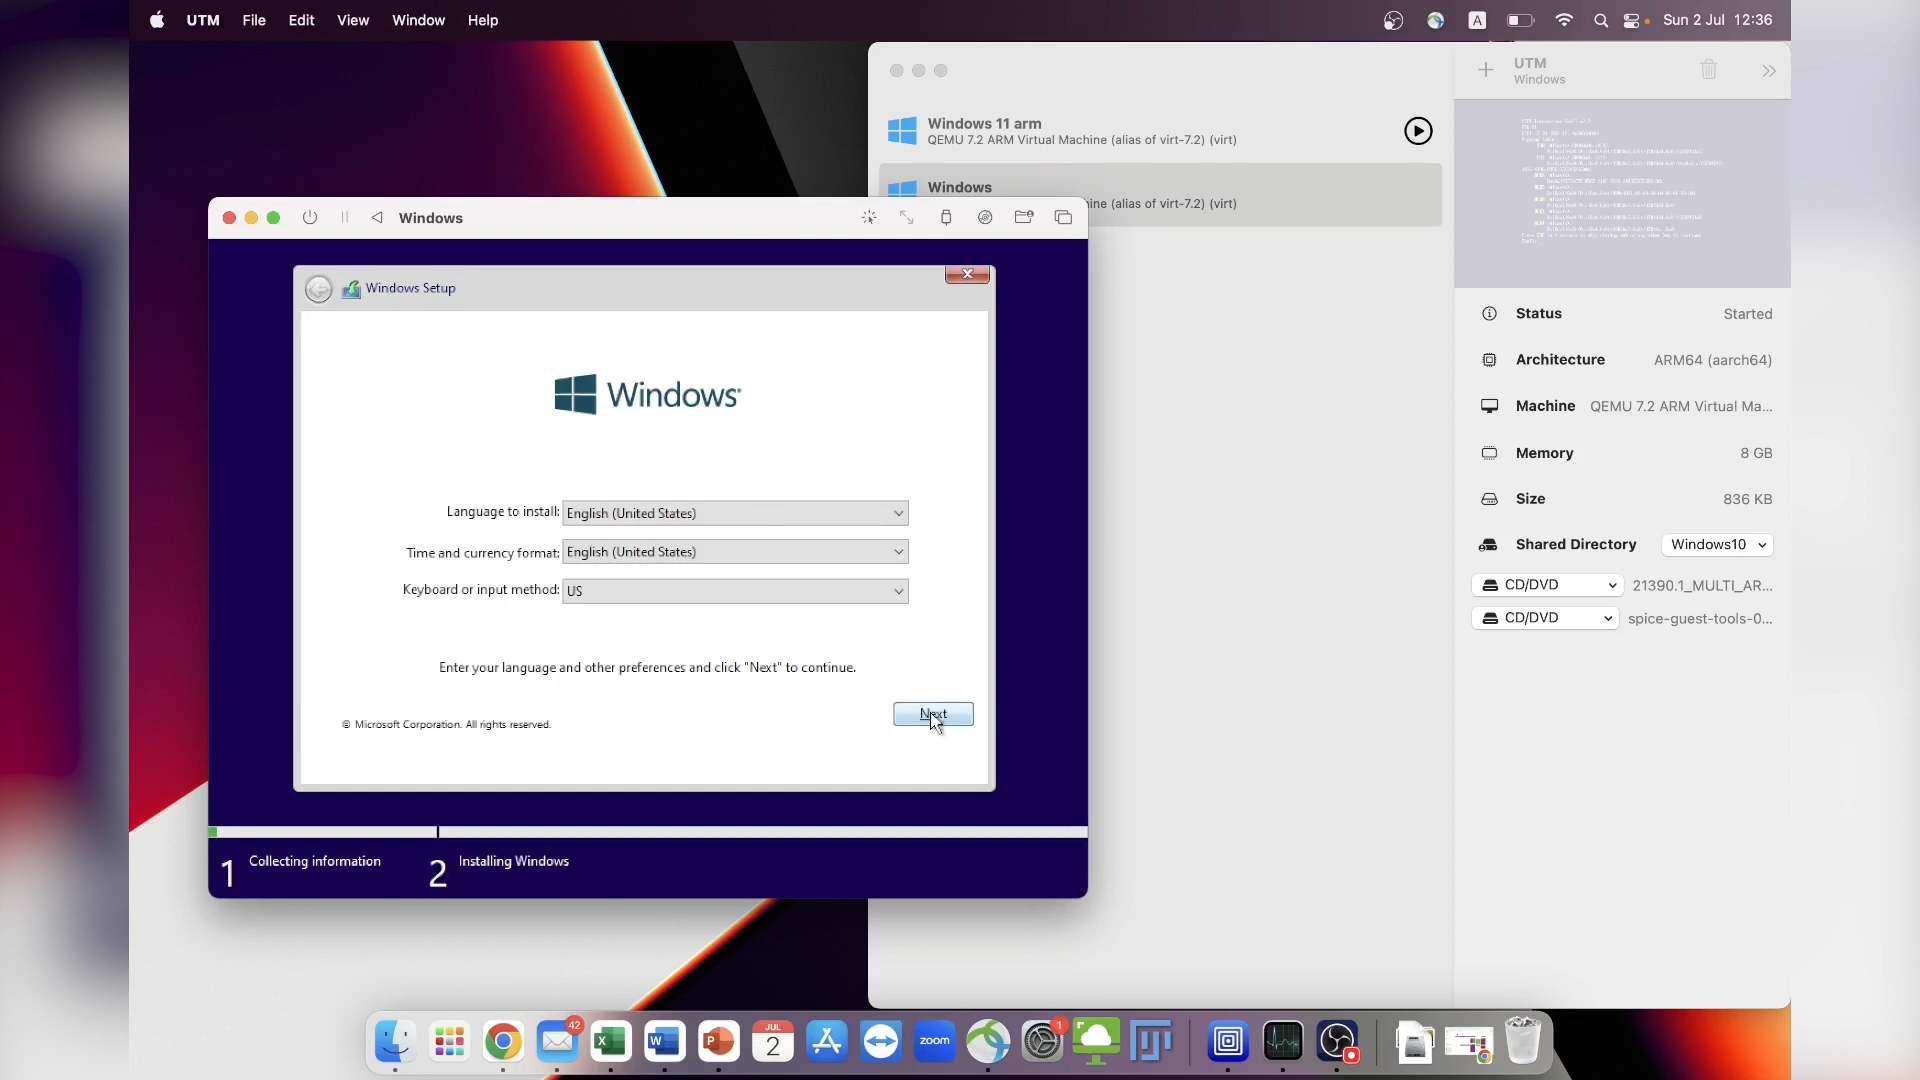 UTM File Edit View Window Help
A
Sun 2 Jul 12:36
UTM
Windows
Windows 11 arm
QEMU 7.2 ARM Virtual Machine (alias of virt-7.2) (virt)
Windows
ine (alias of virt-7.2) (virt)
Windows
Windows Setup
Windows
Language to install: English (United States)
Time and currency format: English (United States)
Keyboard or input method: US
Enter your language and other preferences and click "Next" to continue.
Next
© Microsoft Corporation. All rights reserved.
1 Collecting information
2 Installing Windows
Status Started
Architecture ARM64 (aarch64)
Machine QEMU 7.2 ARM Virtual Ma...
Memory 8 GB
Size 836 KB
Shared Directory Windows10
CD/DVD 21390.1_MULTI_AR...
CD/DVD spice-guest-tools-0...
42
X
W
P
JUL
2
zoom
1